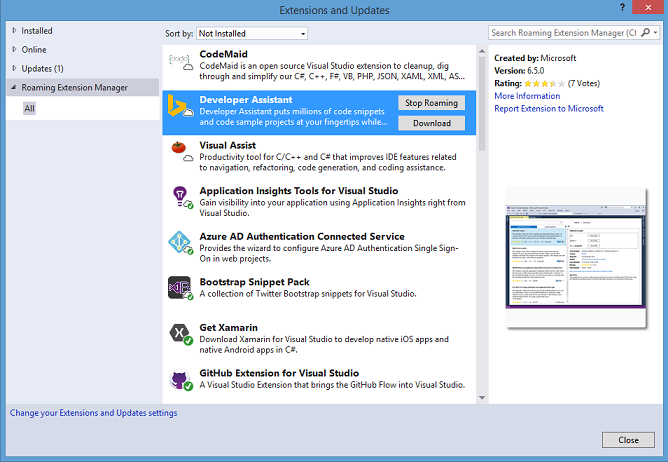 Extensions and Updates
? ×
Installed
Online
Updates (1)
Roaming Extension Manager
All
Sort by: Not Installed
CodeMaid
CodeMaid is an open source Visual Studio extension to cleanup, dig
through and simplify our C#, C++, F#, VB, PHP, JSON, XAML, XML, AS...
Developer Assistant
Developer Assistant puts millions of code snippets
and code sample projects at your fingertips while...
Stop Roaming
Download
Visual Assist
Productivity tool for C/C++ and C# that improves IDE features related
to navigation, refactoring, code generation, and coding assistance.
Application Insights Tools for Visual Studio
Gain visibility into your application using Application Insights right from
Visual Studio.
Azure AD Authentication Connected Service
Provides the wizard to configure Azure AD Authentication Single Sign-
On in web projects.
Bootstrap Snippet Pack
A collection of Twitter Bootstrap snippets for Visual Studio.
Get Xamarin
Download Xamarin for Visual Studio to develop native iOS apps and
native Android apps in C#.
GitHub Extension for Visual Studio
A Visual Studio Extension that brings the GitHub Flow into Visual Studio.
Search Roaming Extension Manager (Ct
Created by: Microsoft
Version: 6.5.0
Rating: (7 Votes)
More Information
Report Extension to Microsoft
Change your Extensions and Updates settings
Close